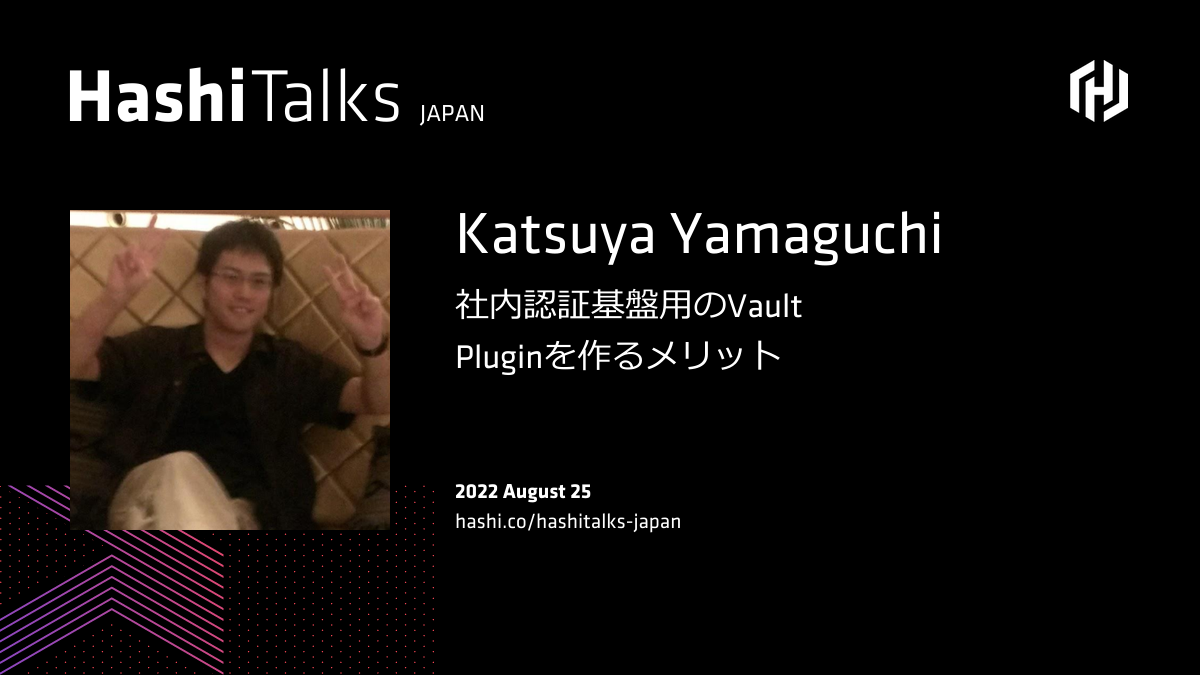 HashiTalks JAPAN
Katsuya Yamaguchi
社内認証基盤用のVault
Pluginを作るメリット
2022 August 25
hashi.co/hashitalks-japan